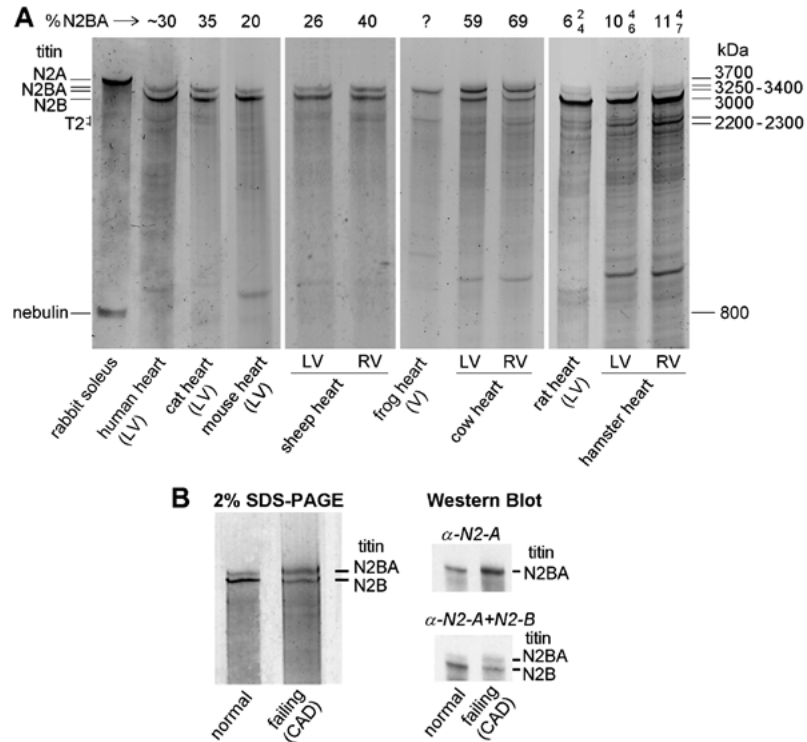 A
%N2BA → ~30 35 20 26 40 ? 59 69 6 2 4 10 4 6 11 4 7
titin
N2A
N2BA
N2B
T2
nebulin
kDa
3700
3250-3400
3000
2200-2300
800
rabbit soleus
human heart
(LV)
cat heart
(LV)
mouse heart
(LV)
LV RV
sheep heart
frog heart
(V)
LV RV
cow heart
rat heart
(LV)
LV RV
hamster heart
B
2% SDS-PAGE
titin
N2BA
N2B
normal
failing
(CAD)
Western Blot
α-N2-A
titin
N2BA
α-N2-A+N2-B
titin
N2BA
N2B
normal
failing
(CAD)